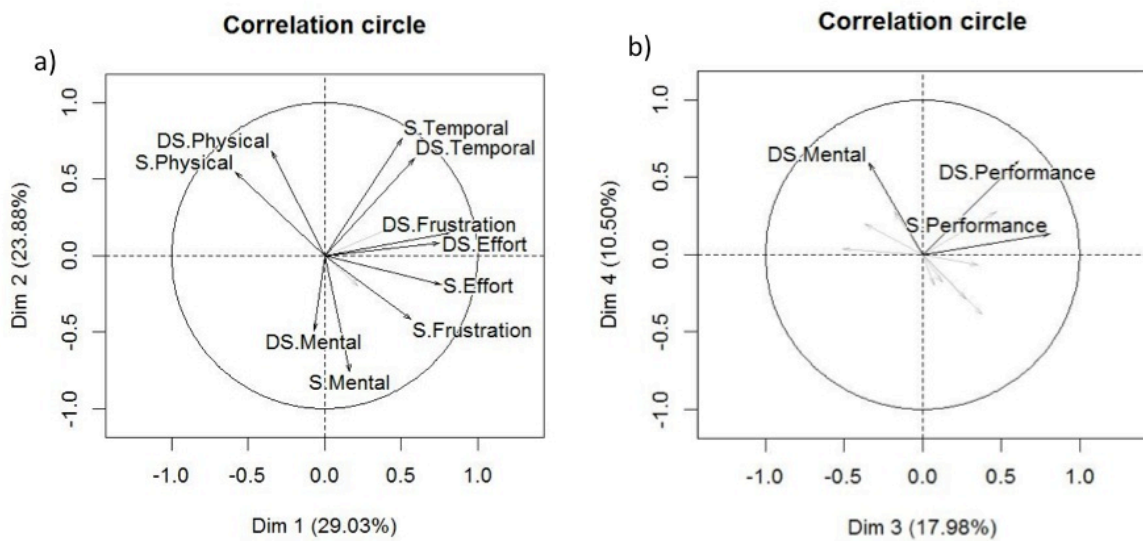 a)
Correlation circle
Dim 2 (23.88%)
1.0
0.5
0.0
-0.5
-1.0
S.Temporal
DS.Physical
DS.Temporal
S.Physical
DS.Frustration
DS.Effort
S.Effort
S.Frustration
DS.Mental
S.Mental
-1.0 -0.5 0.0 0.5 1.0
Dim 1 (29.03%)
b)
Correlation circle
Dim 4 (10.50%)
1.0
0.5
0.0
-0.5
-1.0
DS.Mental
DS.Performance
S.Performance
-1.0 -0.5 0.0 0.5 1.0
Dim 3 (17.98%)